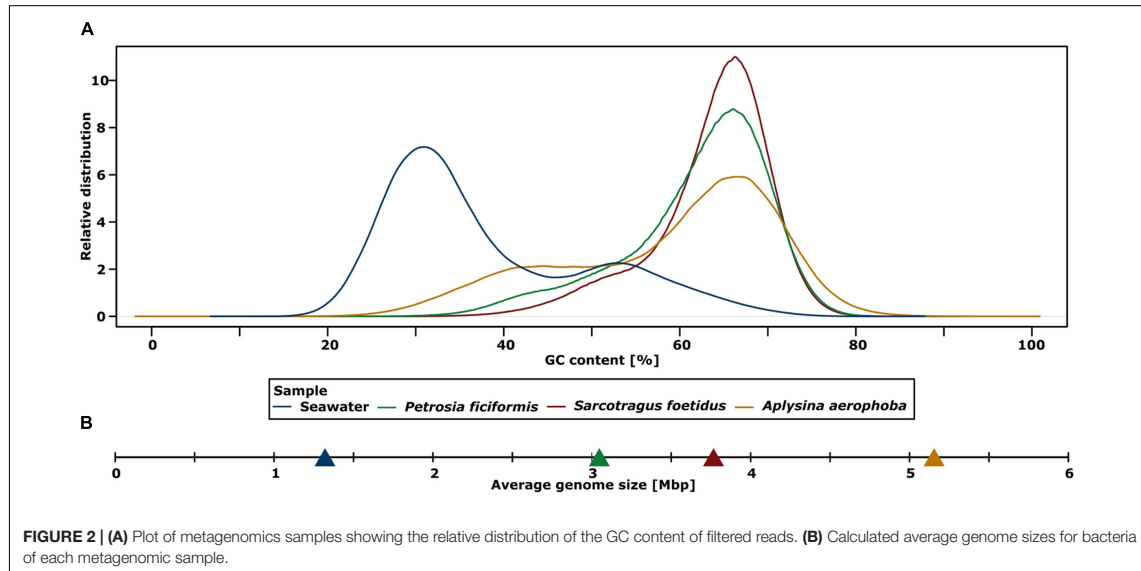 A
10
8
6
4
2
0
Relative distribution
0 20 40 60 80 100
GC content [%]
Sample
Seawater Petrosia ficiformis Sarcotragus foetidus Aplysina aerophoba
B
0 1 2 3 4 5 6
Average genome size [Mbp]
FIGURE 2 | (A) Plot of metagenomics samples showing the relative distribution of the GC content of filtered reads. (B) Calculated average genome sizes for bacteria
of each metagenomic sample.